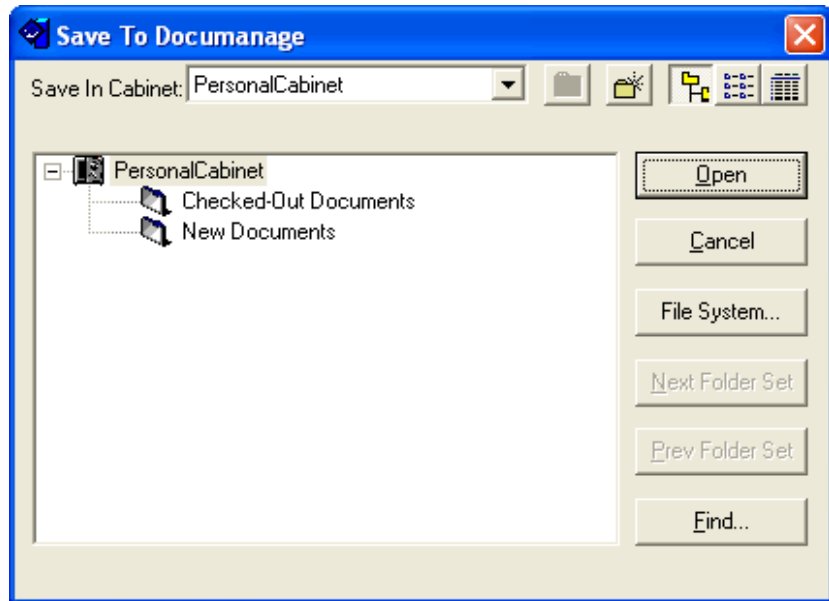 Save To Documanage
Save In Cabinet: PersonalCabinet
PersonalCabinet
Checked-Out Documents
New Documents
Open
Cancel
File System...
Next Folder Set
Prev Folder Set
Find...